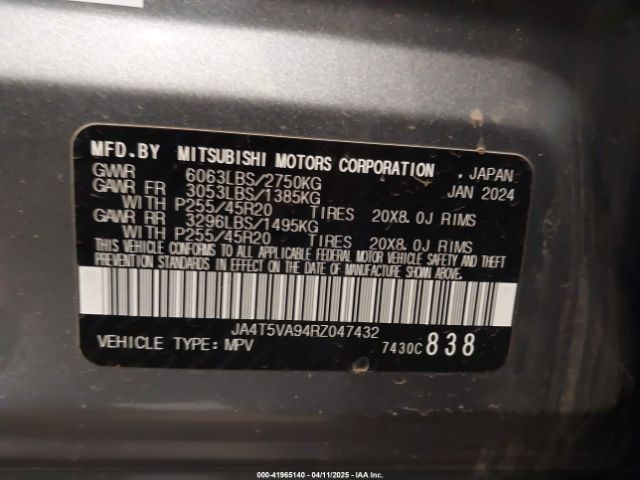 MFD.BY MITSUBISHI MOTORS CORPORATION , JAPAN
GVWR 6063LBS/2750KG JAN 2024
GAWR FR 3053LBS/1385KG
WITH P255/45R20 TIRES 20X8.0J RIMS
GAWR RR 3296LBS/1495KG
WITH P255/45R20 TIRES 20X8.0J RIMS
THIS VEHICLE CONFORMS TO ALL APPLICABLE FEDERAL MOTOR VEHICLE SAFETY AND THEFT
PREVENTION STANDARDS IN EFFECT ON THE DATE OF MANUFACTURE SHOWN ABOVE.
JA4T5VA94RZ047432
VEHICLE TYPE: MPV 7430C 838
000-41965140 - 04/11/2025 - IAA Inc.